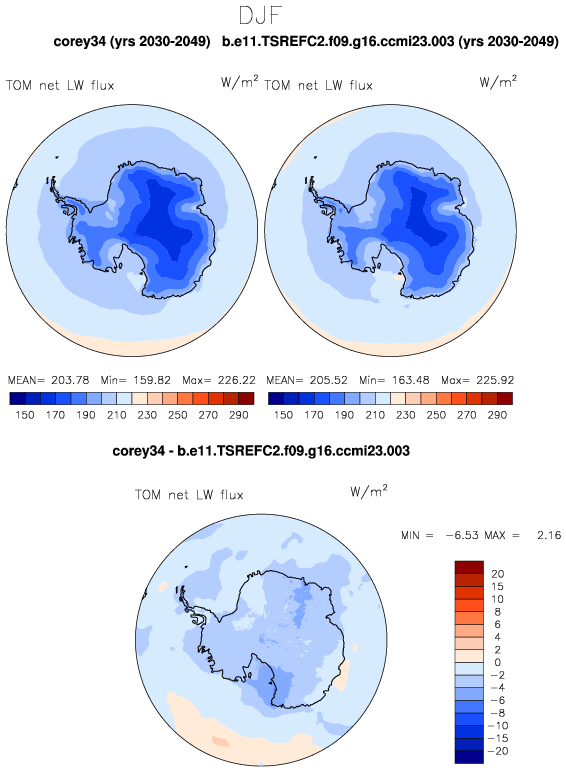 DJF
corey34 (yrs 2030-2049) b.e11.TSREFC2.f09.g16.ccmi23.003 (yrs 2030-2049)
TOM net LW flux W/m² TOM net LW flux W/m²
MEAN= 203.78 Min= 159.82 Max= 226.22 MEAN= 205.52 Min= 163.48 Max= 225.92
150 170 190 210 230 250 270 290 150 170 190 210 230 250 270 290
corey34 - b.e11.TSREFC2.f09.g16.ccmi23.003
TOM net LW flux W/m²
MIN = -6.53 MAX = 2.16
20
15
10
8
6
4
2
0
-2
-4
-6
-8
-10
-15
-20